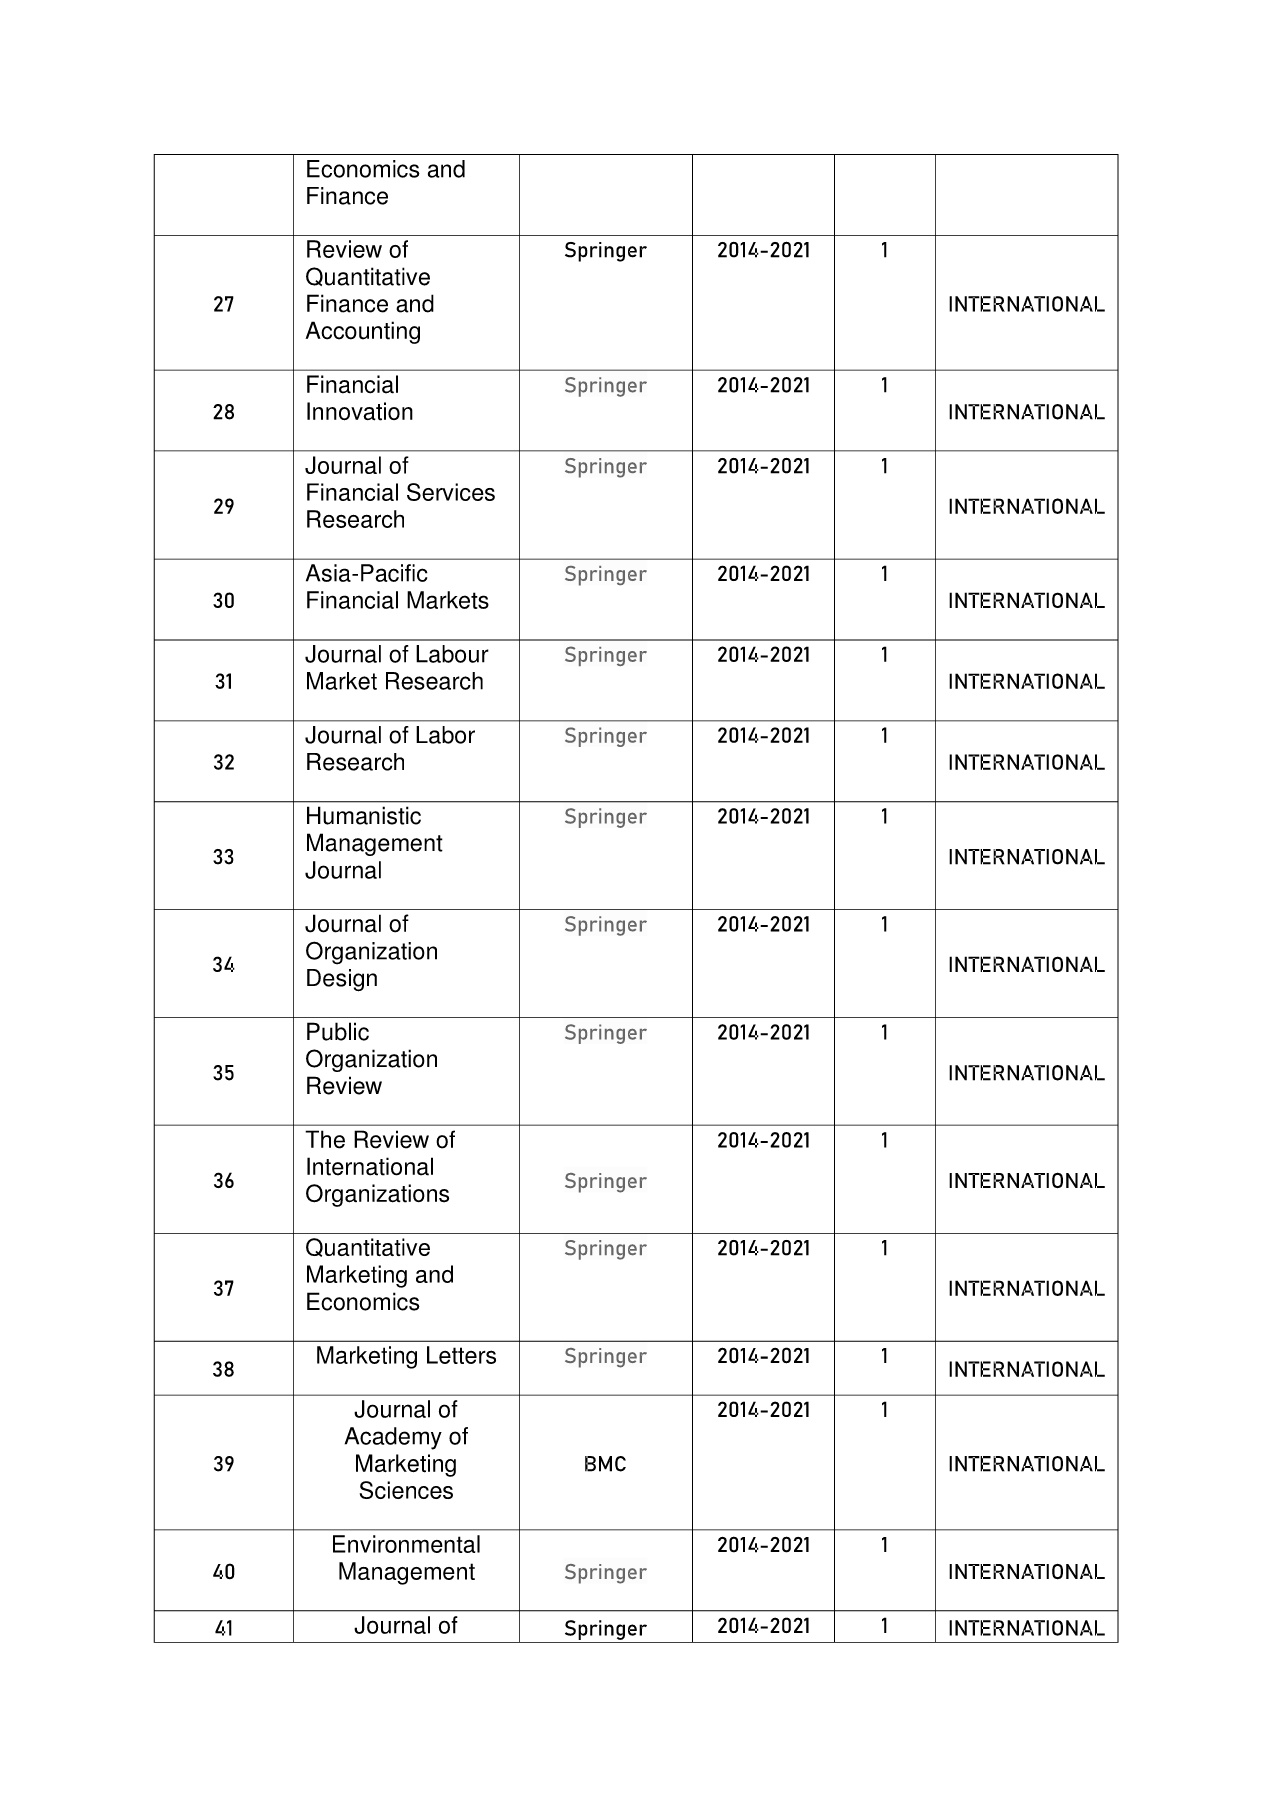 Economics and
Finance
27
Review of
Quantitative
Finance and
Accounting
Springer
2014-2021
1
INTERNATIONAL
28
Financial
Innovation
Springer
2014-2021
1
INTERNATIONAL
29
Journal of
Financial Services
Research
Springer
2014-2021
1
INTERNATIONAL
30
Asia-Pacific
Financial Markets
Springer
2014-2021
1
INTERNATIONAL
31
Journal of Labour
Market Research
Springer
2014-2021
1
INTERNATIONAL
32
Journal of Labor
Research
Springer
2014-2021
1
INTERNATIONAL
33
Humanistic
Management
Journal
Springer
2014-2021
1
INTERNATIONAL
34
Journal of
Organization
Design
Springer
2014-2021
1
INTERNATIONAL
35
Public
Organization
Review
Springer
2014-2021
1
INTERNATIONAL
36
The Review of
International
Organizations
Springer
2014-2021
1
INTERNATIONAL
37
Quantitative
Marketing and
Economics
Springer
2014-2021
1
INTERNATIONAL
38
Marketing Letters
Springer
2014-2021
1
INTERNATIONAL
39
Journal of
Academy of
Marketing
Sciences
BMC
2014-2021
1
INTERNATIONAL
40
Environmental
Management
Springer
2014-2021
1
INTERNATIONAL
41
Journal of
Springer
2014-2021
1
INTERNATIONAL